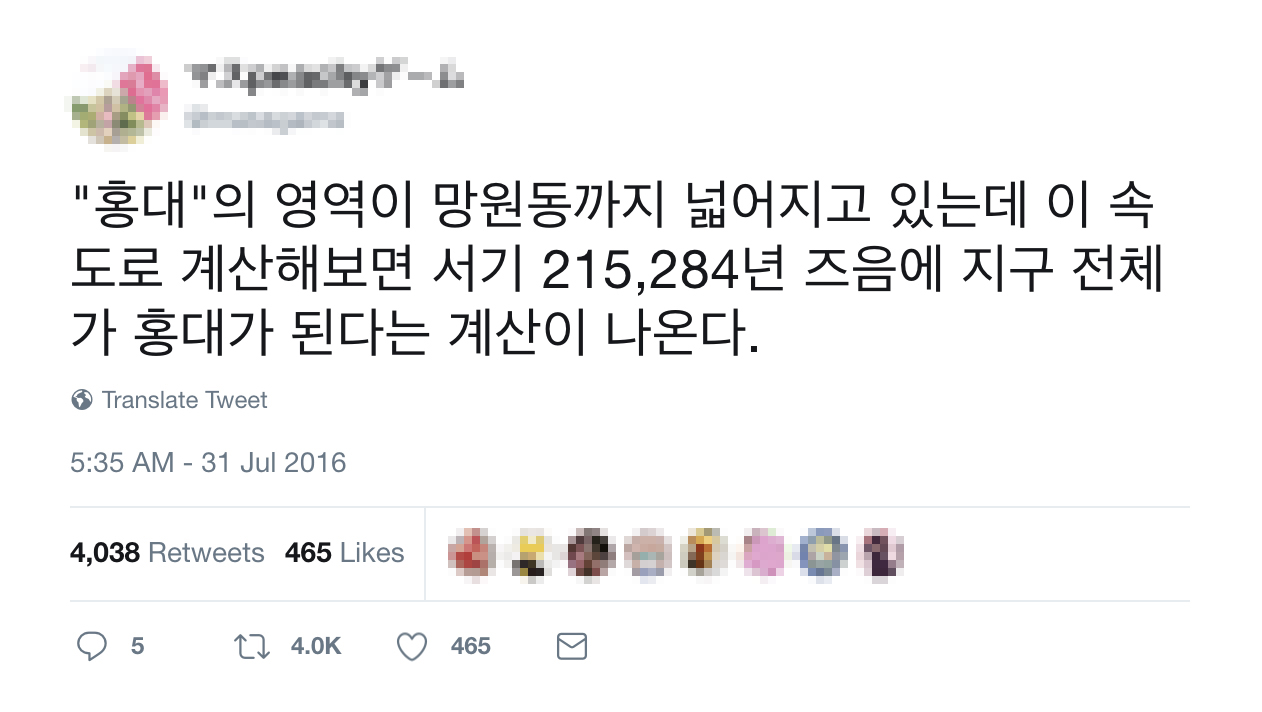 "홍대"의 영역이 망원동까지 넓어지고 있는데 이 속
도로 계산해보면 서기 215,284년 즈음에 지구 전체
가 홍대가 된다는 계산이 나온다.
Translate Tweet
5:35 AM - 31 Jul 2016
4,038 Retweets 465 Likes
5 4.0K 465